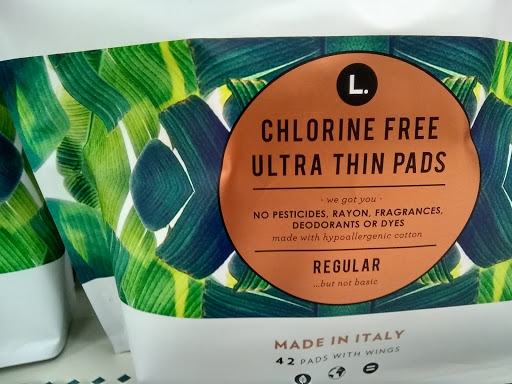 L.
CHLORINE FREE
ULTRA THIN PADS
- we got you -
NO PESTICIDES, RAYON, FRAGRANCES,
DEODORANTS OR DYES
made with hypoallergenic cotton
REGULAR
...but not basic
MADE IN ITALY
42 PADS WITH WINGS